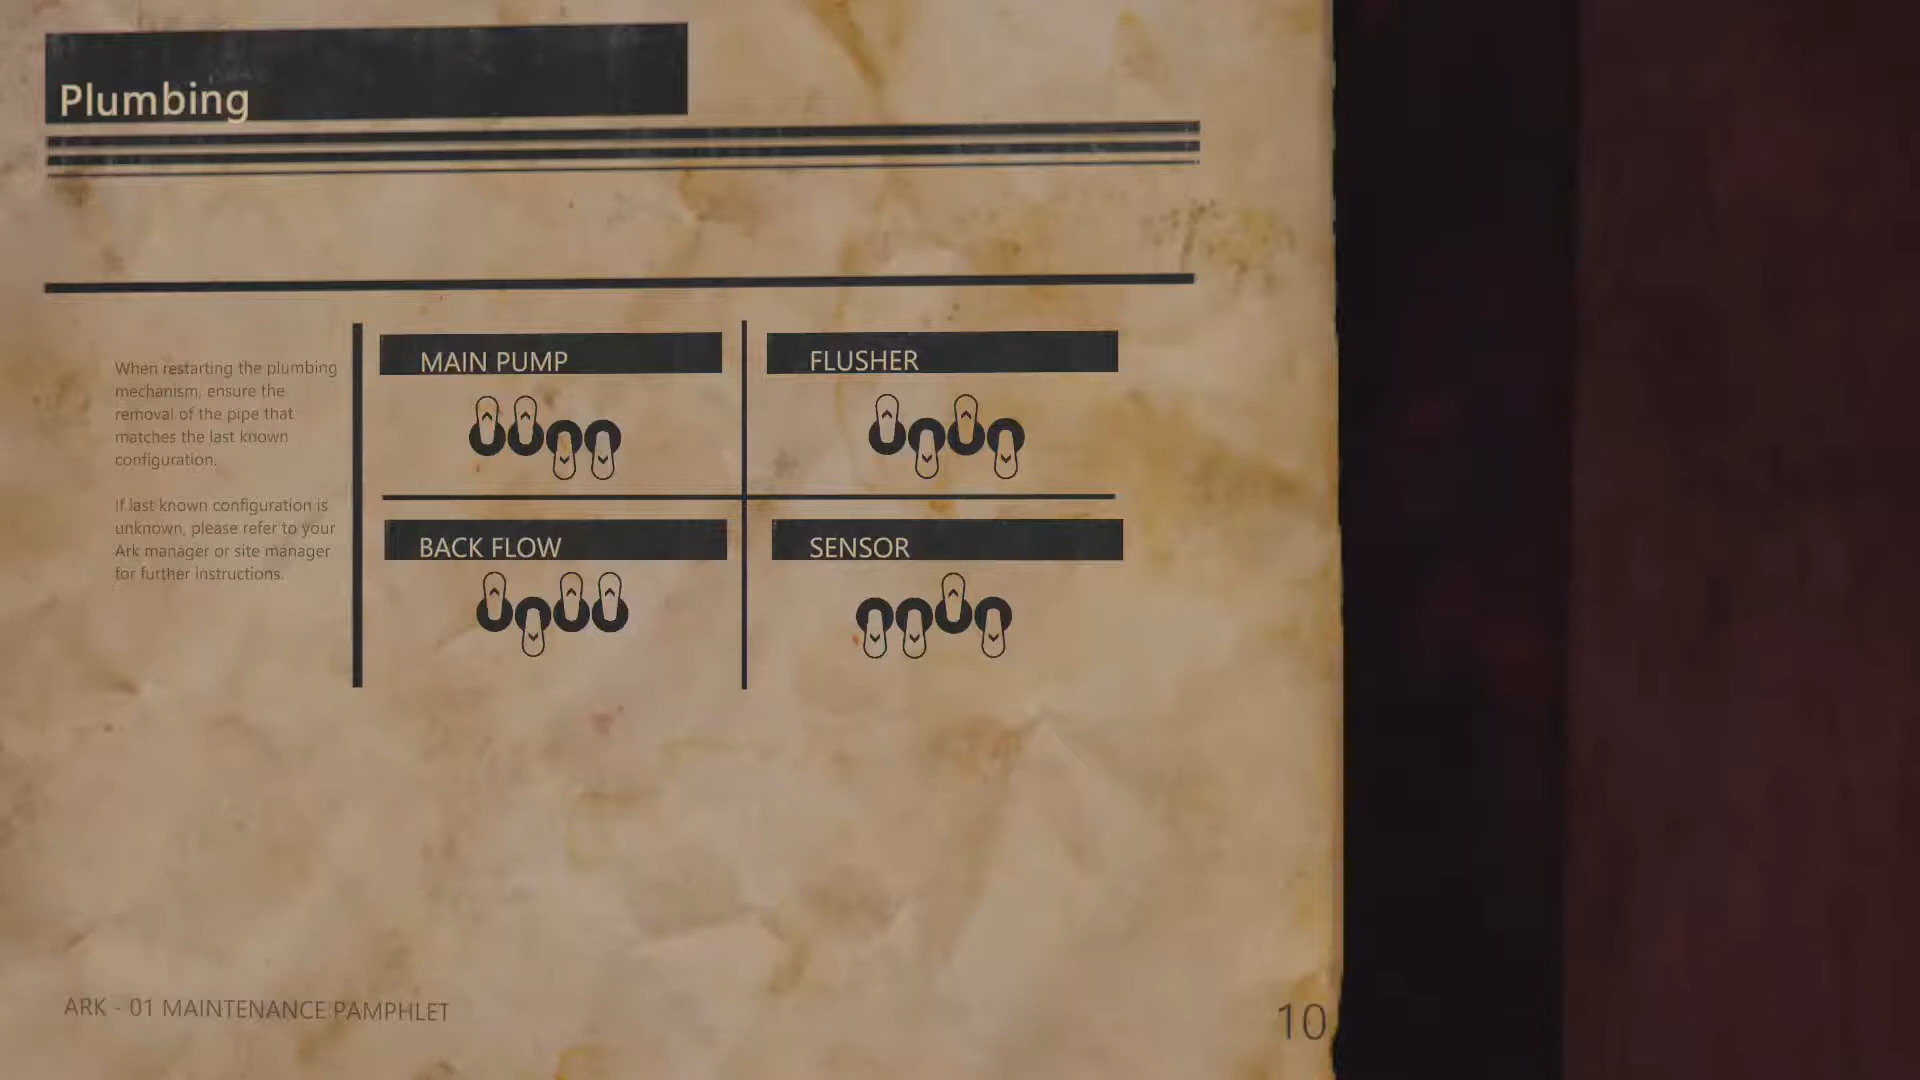 Plumbing
When restarting the plumbing
mechanism, ensure the
removal of the pipe that
matches the last known
configuration.
If last known configuration is
unknown, please refer to your
Ark manager or site manager
for further instructions.
MAIN PUMP
FLUSHER
BACK FLOW
SENSOR
ARK - 01 MAINTENANCE PAMPHLET
10